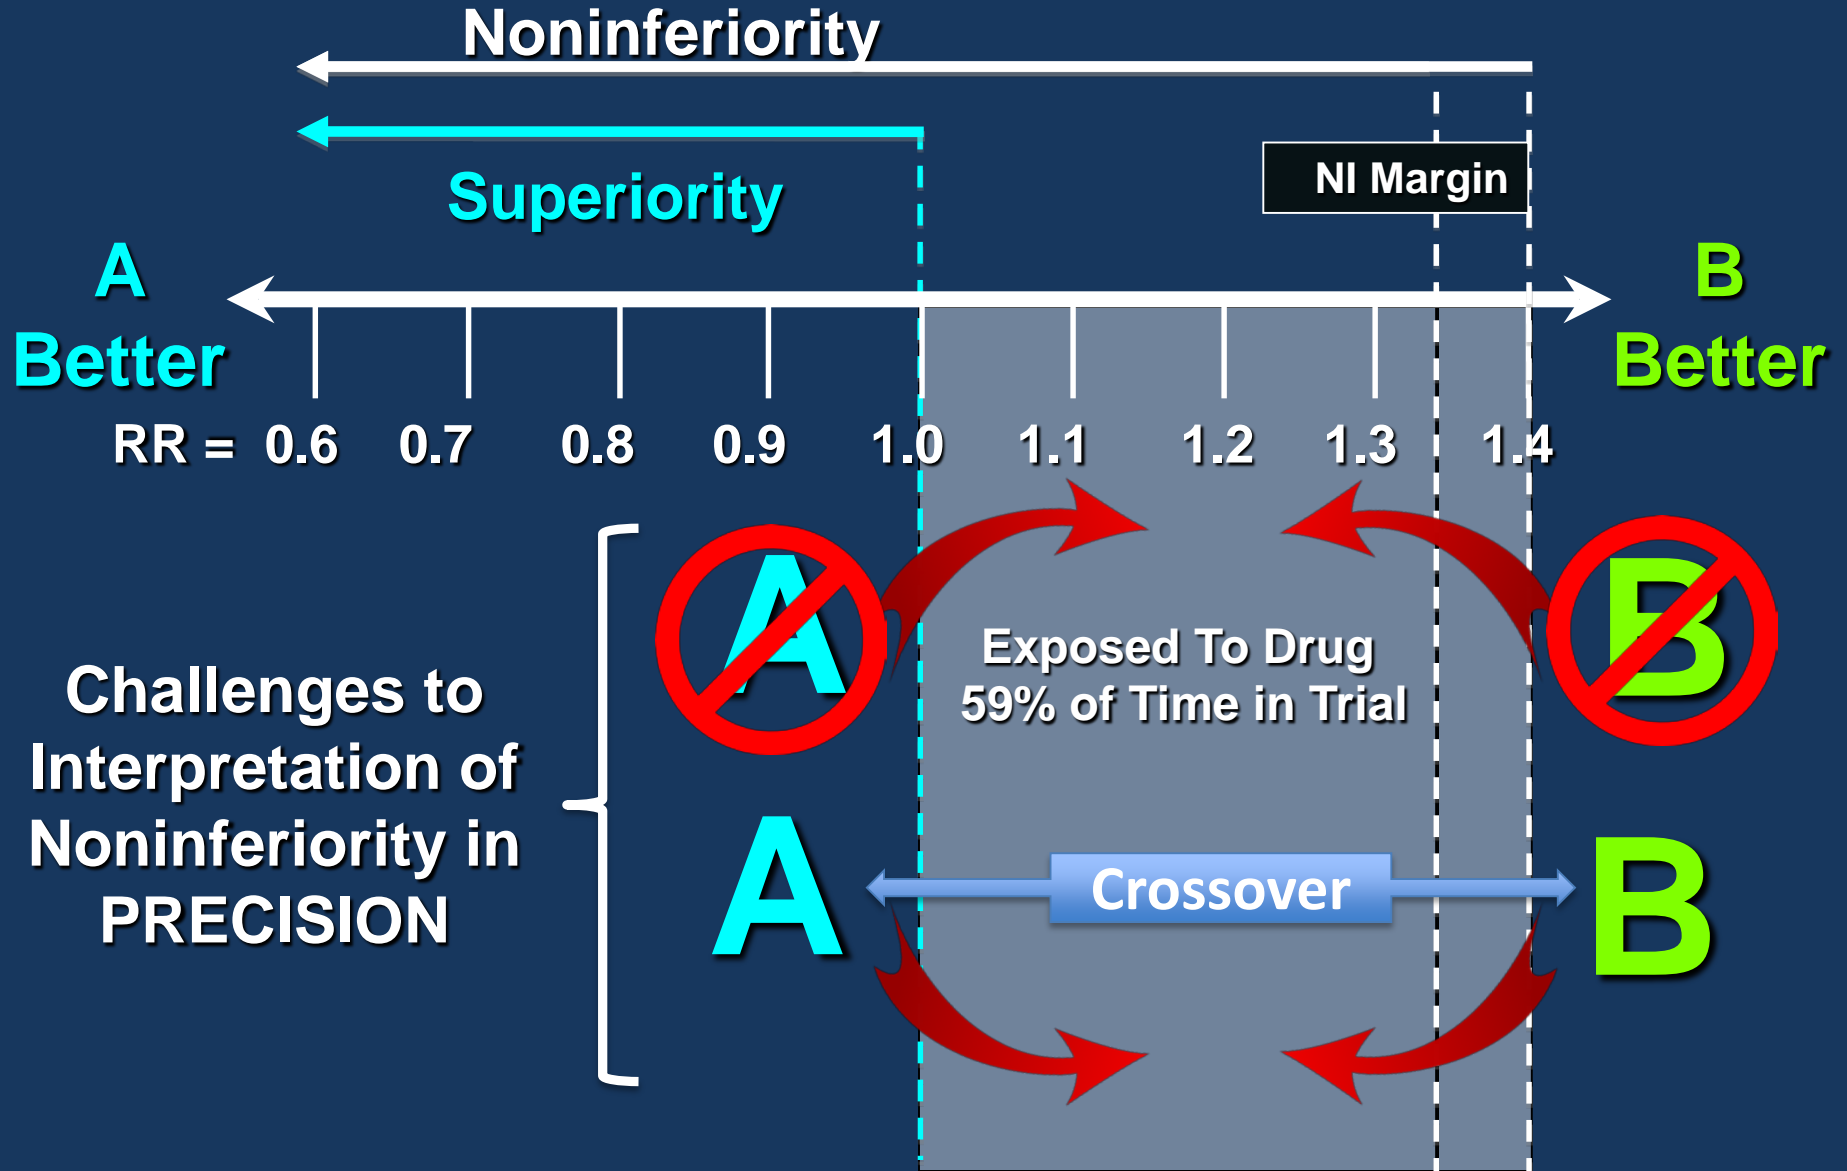 Noninferiority
Superiority
NI Margin
A
Better
B
Better
RR = 0.6 0.7 0.8 0.9 1.0 1.1 1.2 1.3 1.4
A
B
Exposed To Drug
59% of Time in Trial
Challenges to
Interpretation of
Noninferiority in
PRECISION
A
Crossover
B